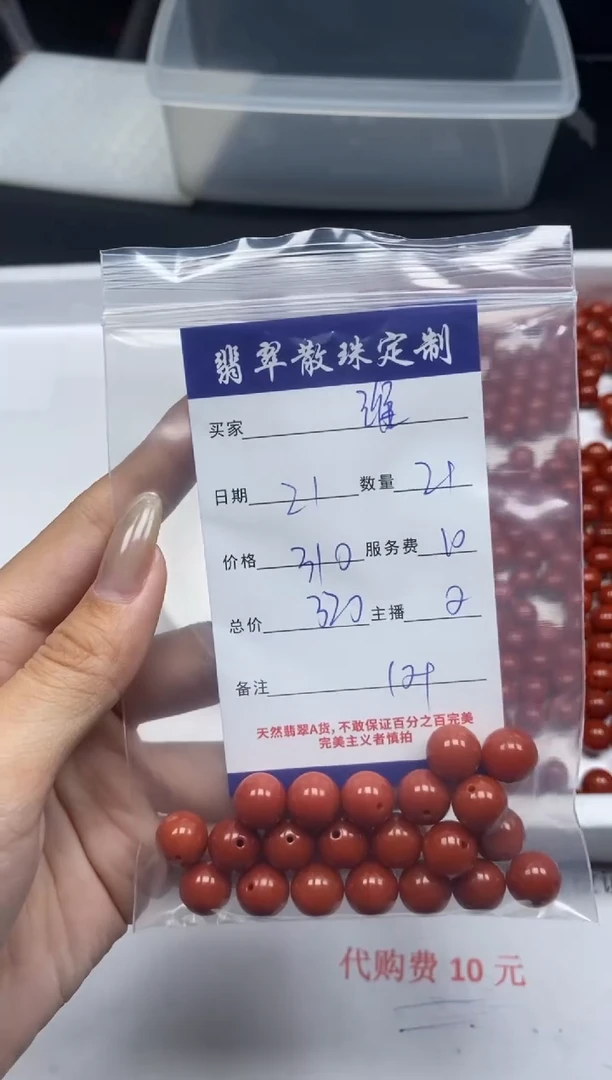 翡翠散珠定制
买家
日期 21 数量 21
价格 310 服务费 10
总价 320 主播 2
备注
天然翡翠A货,不敢保证百分之百完美
完美主义者慎拍
代购费 10 元